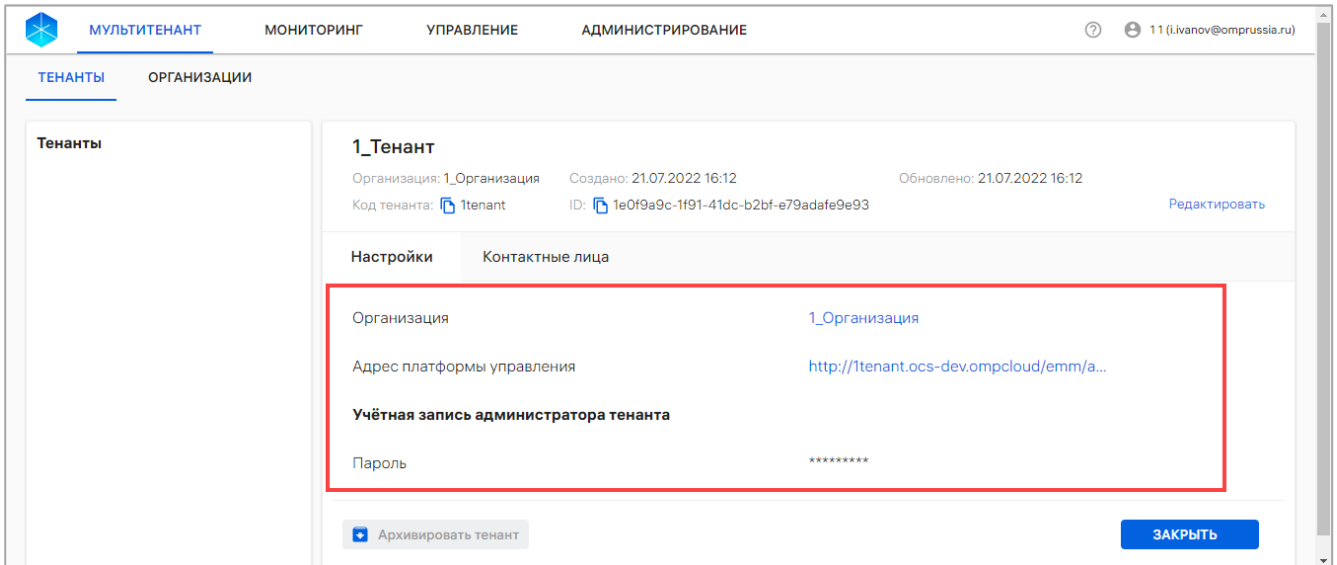 МУЛЬТИТЕНАНТ МОНИТОРИНГ УПРАВЛЕНИЕ АДМИНИСТРИРОВАНИЕ 11 (i.ivanov@omprussia.ru)
ТЕНАНТЫ ОРГАНИЗАЦИИ
Тенанты
1_Тенант
Организация: 1_Организация Создано: 21.07.2022 16:12 Обновлено: 21.07.2022 16:12
Код тенанта: 1tenant ID: 1e0f9a9c-1f91-41dc-b2bf-e79adafe9e93 Редактировать
Настройки Контактные лица
Организация 1_Организация
Адрес платформы управления http://1tenant.ocs-dev.ompcloud/emm/a...
Учётная запись администратора тенанта
Пароль *********
Архивировать тенант ЗАКРЫТЬ